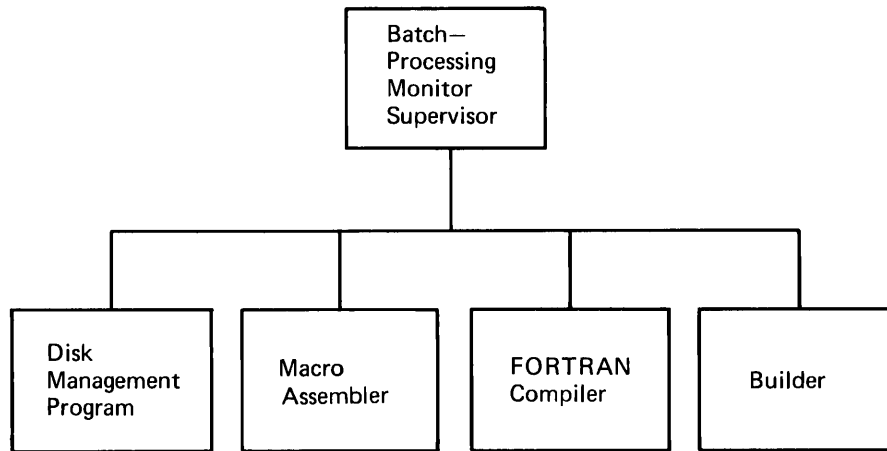 Batch—
Processing
Monitor
Supervisor
Disk
Management
Program
Macro
Assembler
FORTRAN
Compiler
Builder